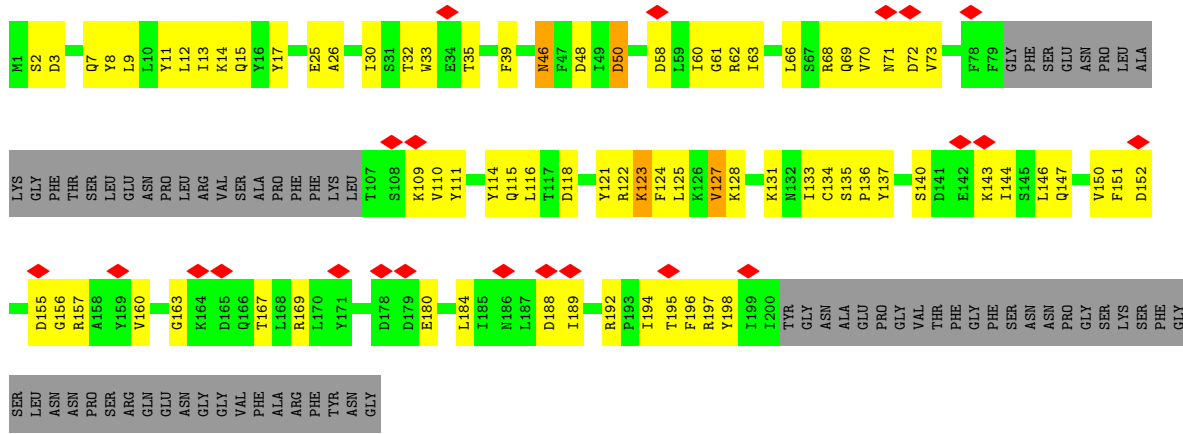 M1 S2 D3 Q7 Y8 L9 L10 Y11 L12 I13 K14 Q15 Y16 Y17 E25 A26 I30 S31 T32 W33 E34 T35 F39 N46 F47 D48 I49 D50 D58 L59 I60 G61 R62 I63 L66 S67 R68 Q69 V70 N71 D72 V73 F78 F79 GLY PHE SER GLU ASN PRO LEU ALA
LYS GLY PHE THR SER LEU GLU ASN PRO LEU ARG VAL SER ALA PRO PHE PHE LYS LEU T107 S108 K109 V110 Y111 Y114 Q115 L116 T117 D118 Y121 R122 K123 F124 L125 K126 V127 K128 K131 N132 I133 C134 S135 P136 Y137 S140 D141 E142 K143 I144 S145 L146 Q147 V150 F151 D152
D155 G156 R157 A158 Y159 V160 G163 K164 D165 Q166 T167 L168 R169 L170 Y171 D178 D179 E180 L184 I185 N186 L187 D188 I189 R192 P193 I194 T195 F196 R197 Y198 I199 I200 TYR GLY ASN ALA GLU PRO GLY VAL THR PHE GLY PHE SER ASN ASN PRO GLY SER LYS SER PHE GLY
SER LEU ASN ASN PRO SER ARG GLN GLU ASN GLY GLY VAL PHE ALA ARG PHE TYR ASN GLY